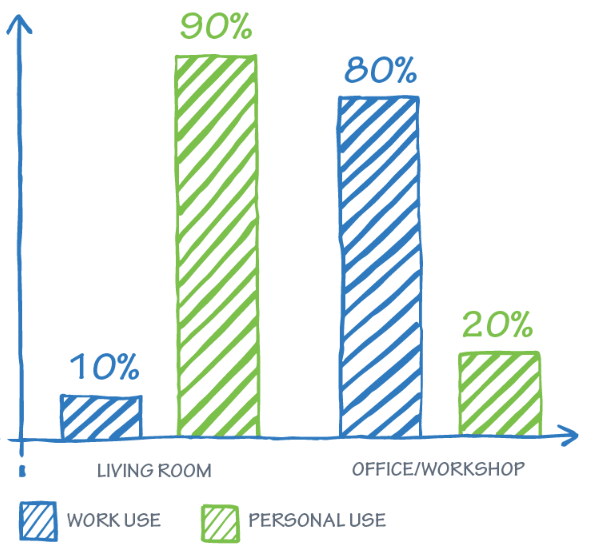 90%
80%
20%
10%
LIVING ROOM
OFFICE/WORKSHOP
WORK USE
PERSONAL USE